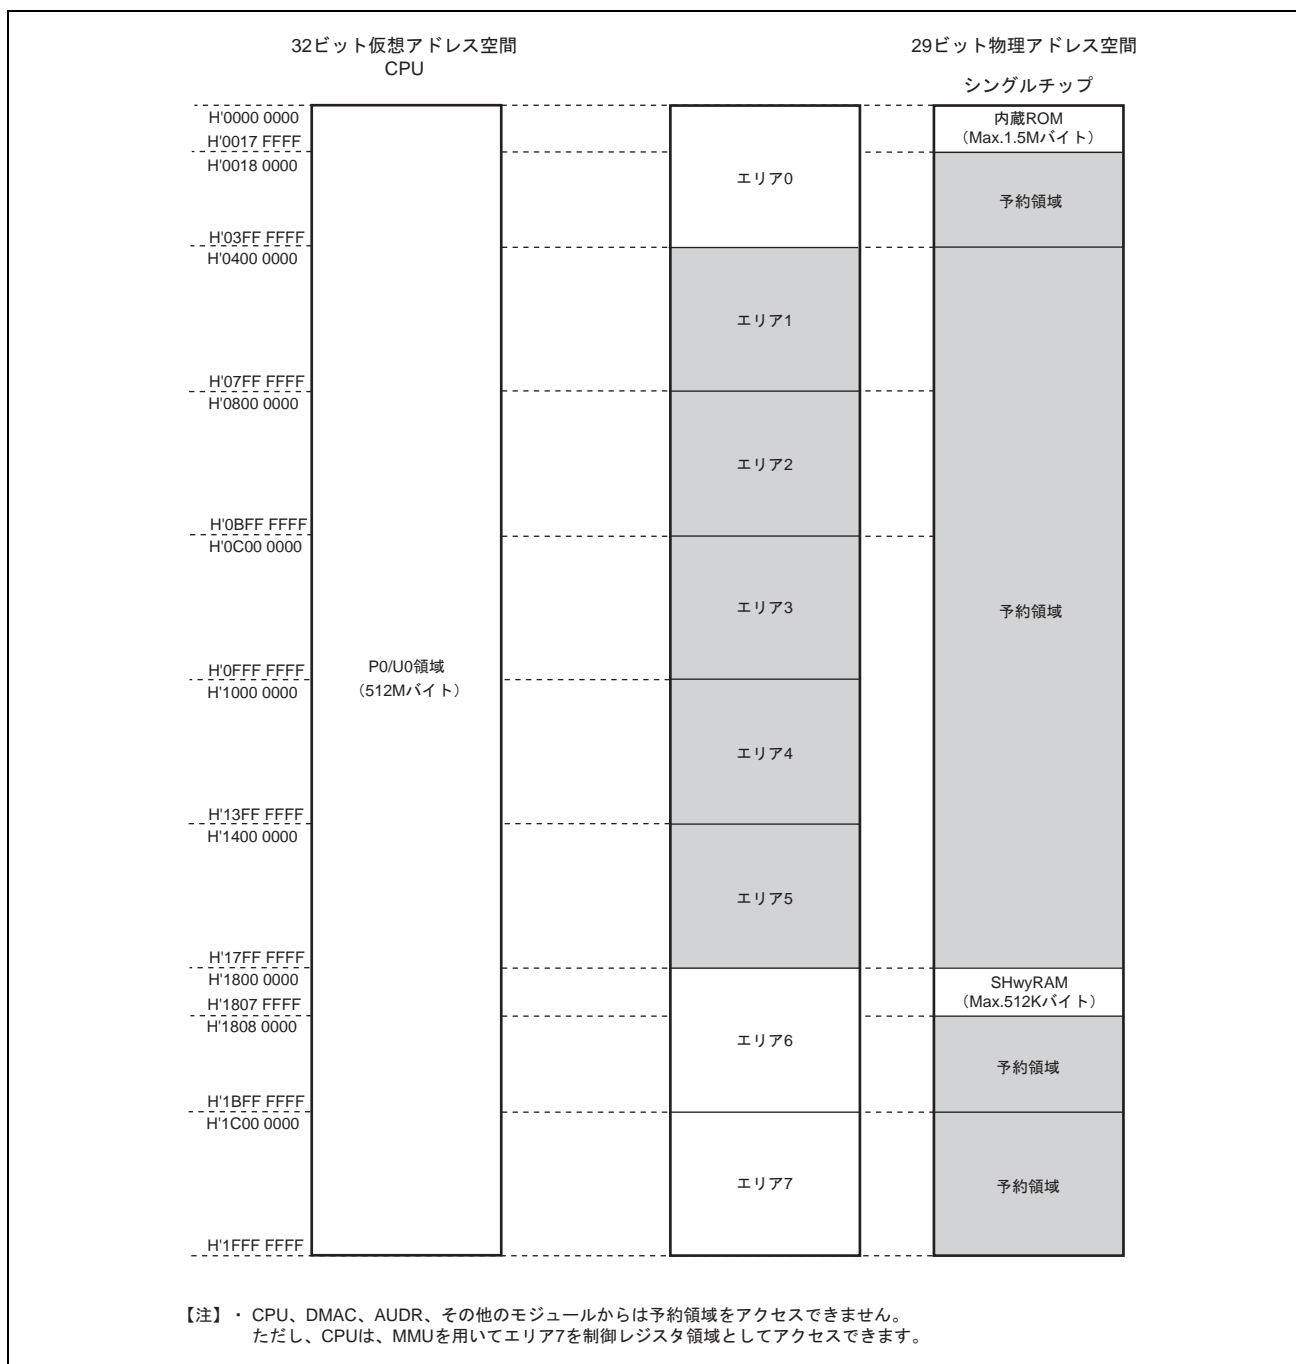 32ビット仮想アドレス空間
CPU
29ビット物理アドレス空間
シングルチップ
H'0000 0000
H'0017 FFFF
H'0018 0000
H'03FF FFFF
H'0400 0000
H'07FF FFFF
H'0800 0000
H'0BFF FFFF
H'0C00 0000
H'0FFF FFFF
H'1000 0000
H'13FF FFFF
H'1400 0000
H'17FF FFFF
H'1800 0000
H'1807 FFFF
H'1808 0000
H'1BFF FFFF
H'1C00 0000
H'1FFF FFFF
P0/U0領域
（512Mバイト）
エリア0
エリア1
エリア2
エリア3
エリア4
エリア5
エリア6
エリア7
内蔵ROM
（Max.1.5Mバイト）
予約領域
予約領域
SHwyRAM
（Max.512Kバイト）
予約領域
予約領域
【注】・ CPU、DMAC、AUDR、その他のモジュールからは予約領域をアクセスできません。
ただし、CPUは、MMUを用いてエリア7を制御レジスタ領域としてアクセスできます。